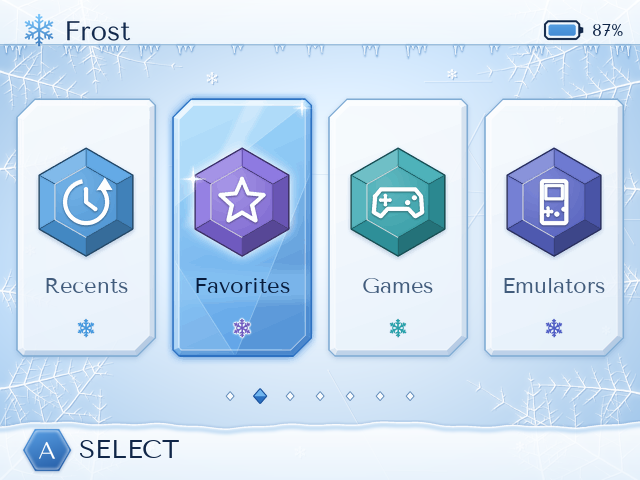 Frost
87%
Recents
Favorites
Games
Emulators
A SELECT